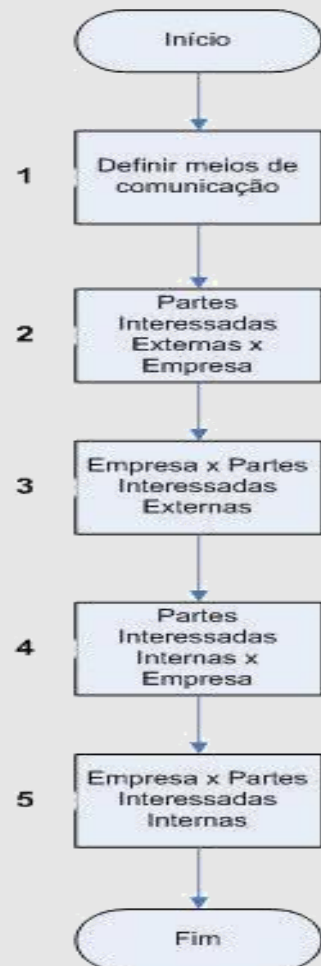 Início
1
Definir meios de
comunicação
2
Partes
Interessadas
Externas x
Empresa
3
Empresa x Partes
Interessadas
Externas
4
Partes
Interessadas
Internas x
Empresa
5
Empresa x Partes
Interessadas
Internas
Fim